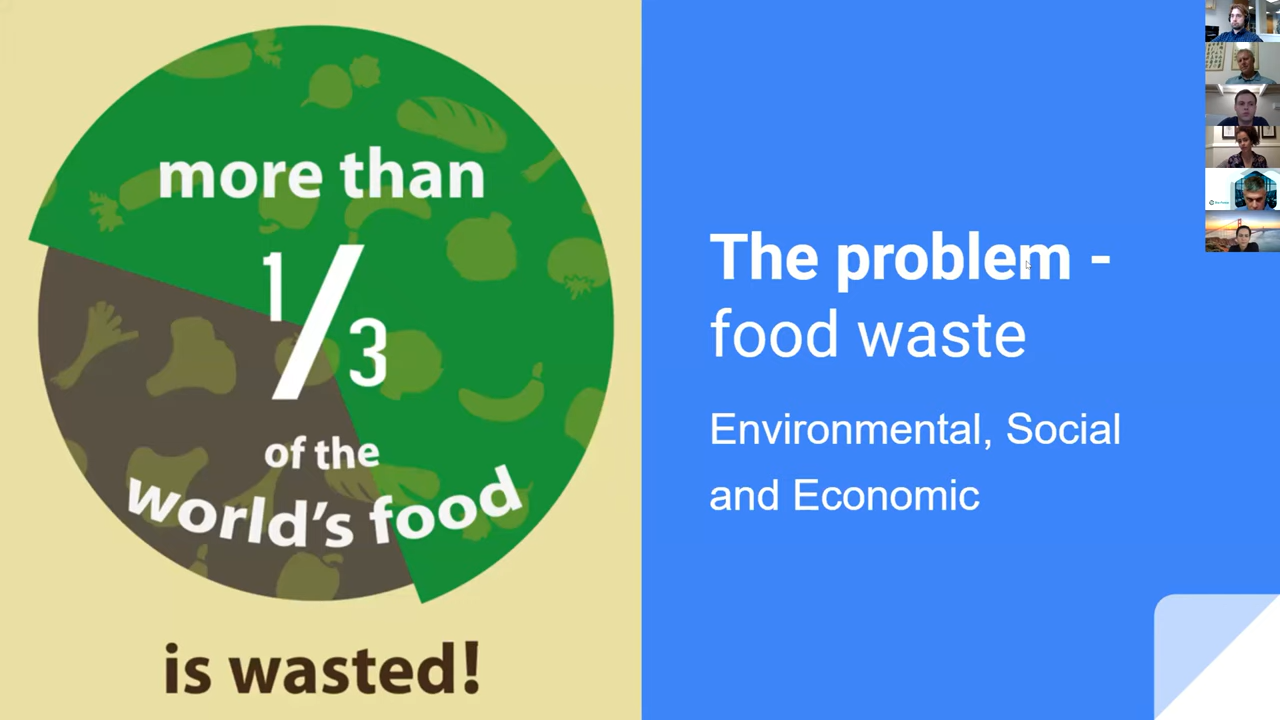 more than
1/3
of the
world's food
is wasted!
The problem -
food waste
Environmental, Social
and Economic